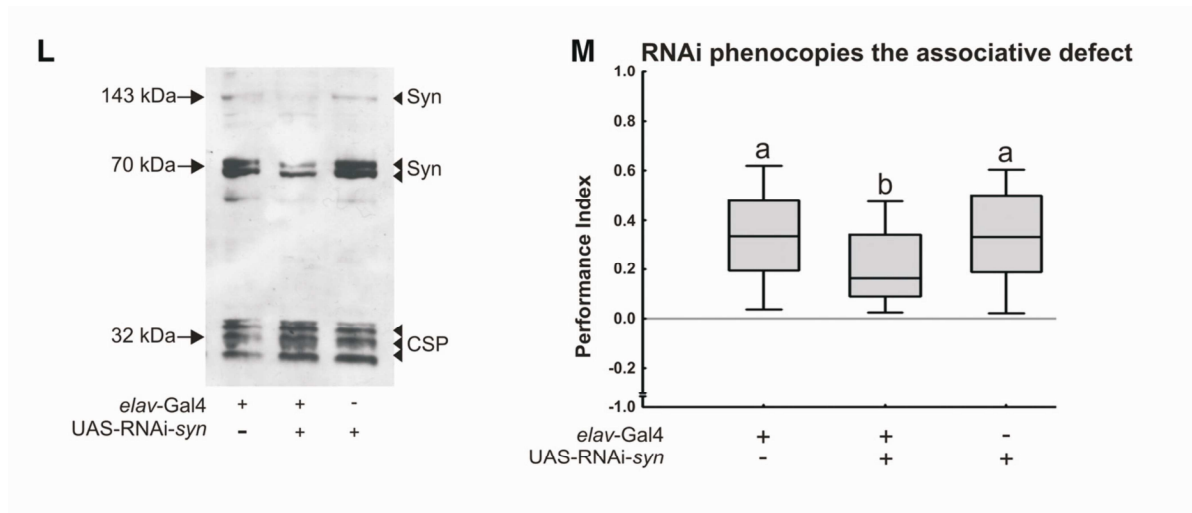 L
143 kDa Syn
70 kDa Syn
32 kDa CSP
elav-Gal4 + + -
UAS-RNAi-syn - + +
M RNAi phenocopies the associative defect
Performance Index
1.0
0.8
0.6
0.4
0.2
0.0
-0.2
-1.0
a b a
elav-Gal4 + + -
UAS-RNAi-syn - + +